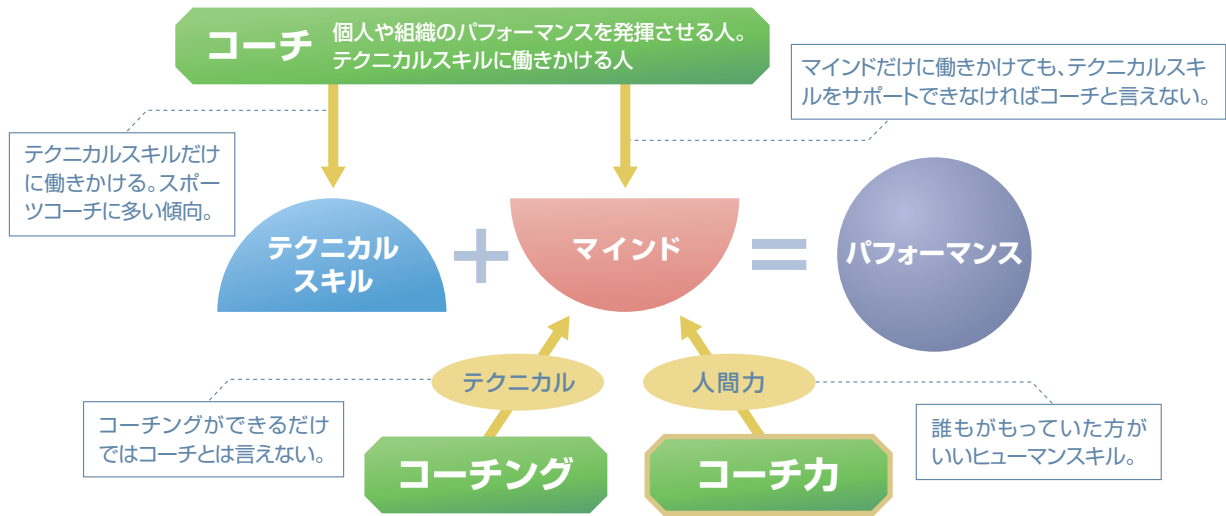 コーチ
個人や組織のパフォーマンスを発揮させる人。
テクニカルスキルに働きかける人
マインドだけに働きかけても、テクニカルスキ
ルをサポートできなければコーチと言えない。
テクニカルスキルだけ
に働きかける。スポー
ツコーチに多い傾向。
テクニカル
スキル
+
マインド
=
パフォーマンス
テクニカル
人間力
コーチングができるだけ
ではコーチとは言えない。
誰もがもっていた方が
いいヒューマンスキル。
コーチング
コーチ力